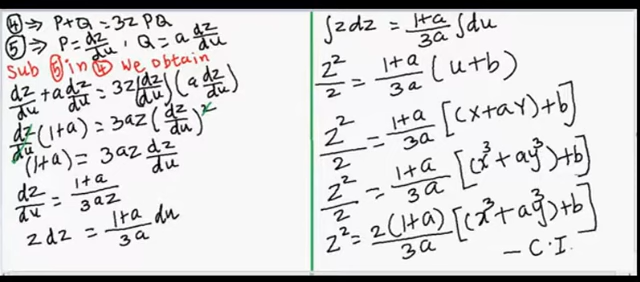 ④ ⇒ P+Q = 3Z PQ
⑤ ⇒ P = dz/du, Q = a dz/du
Sub ⑤ in ④ we obtain
dz/du + a dz/du = 3z (dz/du) (a dz/du)
dz/du (1+a) = 3az (dz/du)²
(1+a) = 3az dz/du
dz/du = 1+a/3az
z dz = 1+a/3a du
∫z dz = 1+a/3a ∫du
Z²/2 = 1+a/3a (u+b)
Z²/2 = 1+a/3a [(X+aY)+b]
Z²/2 = 1+a/3a [(x³+ay³)+b]
Z² = 2(1+a)/3a [(x³+ay³)+b]
— C.I.